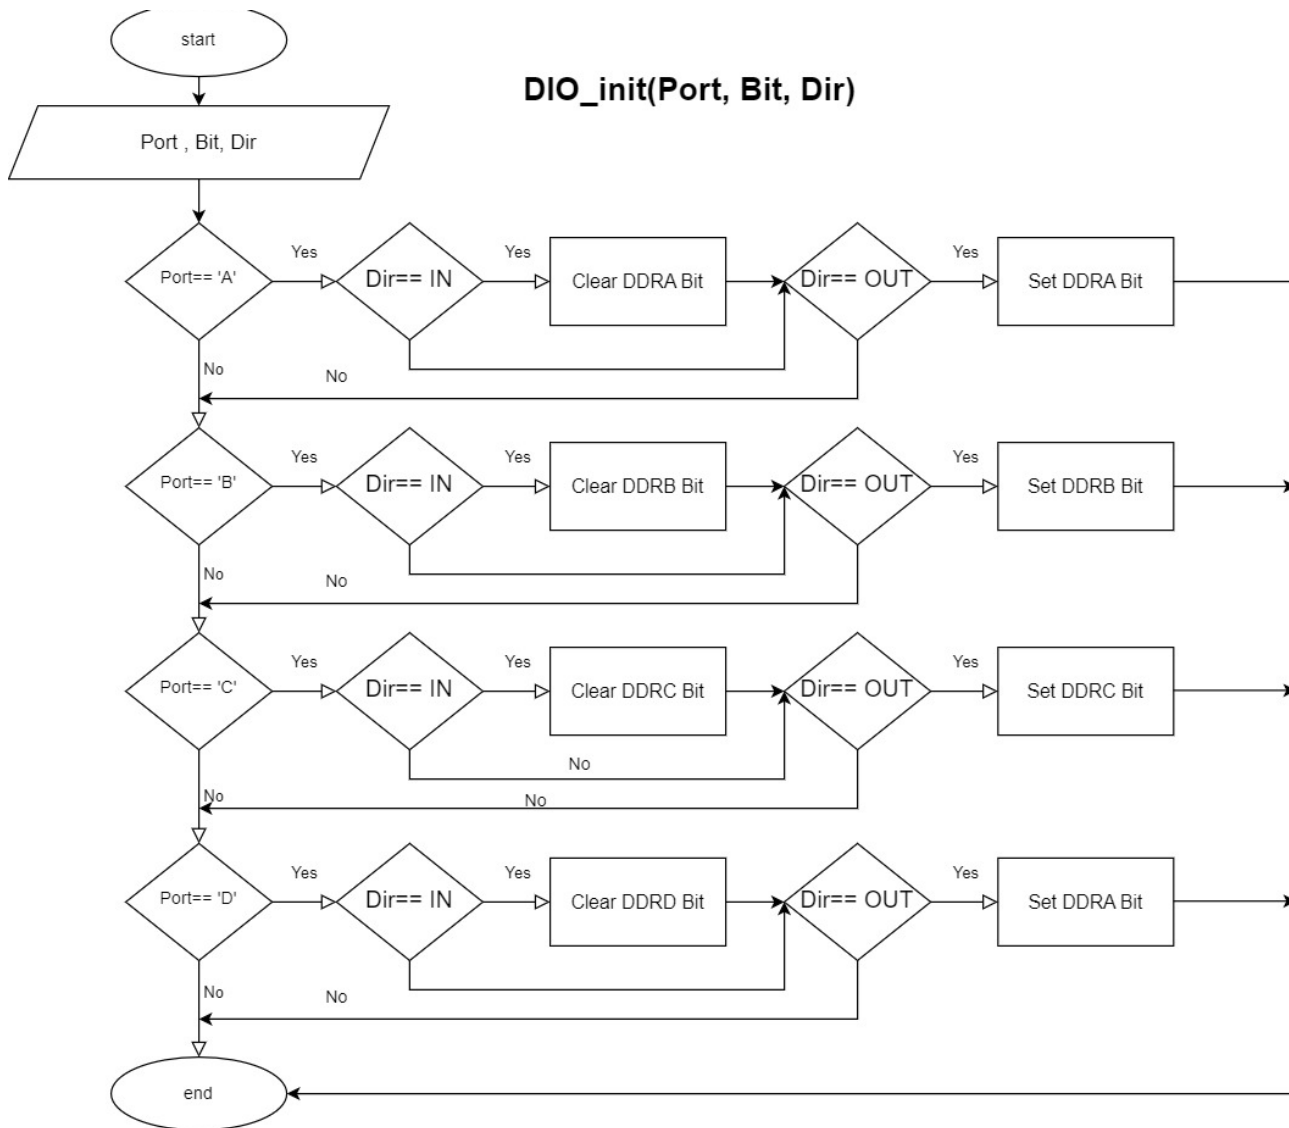 start
DIO_init(Port, Bit, Dir)
Port , Bit, Dir
Port== 'A'
Yes
Dir== IN
Yes
Clear DDRA Bit
Dir== OUT
Yes
Set DDRA Bit
No
No
Port== 'B'
Yes
Dir== IN
Yes
Clear DDRB Bit
Dir== OUT
Yes
Set DDRB Bit
No
No
Port== 'C'
Yes
Dir== IN
Yes
Clear DDRC Bit
Dir== OUT
Yes
Set DDRC Bit
No
No
No
Port== 'D'
Yes
Dir== IN
Yes
Clear DDRD Bit
Dir== OUT
Yes
Set DDRA Bit
No
No
end